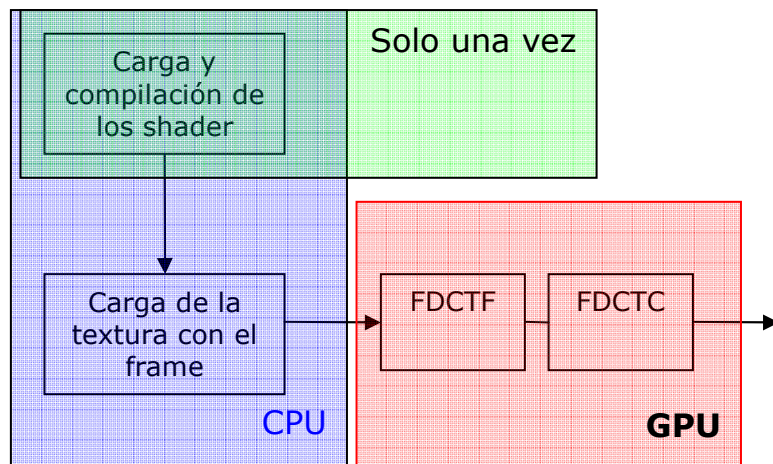 Solo una vez
Carga y
compilación de
los shader
Carga de la
textura con el
frame
FDCTF
FDCTC
CPU
GPU